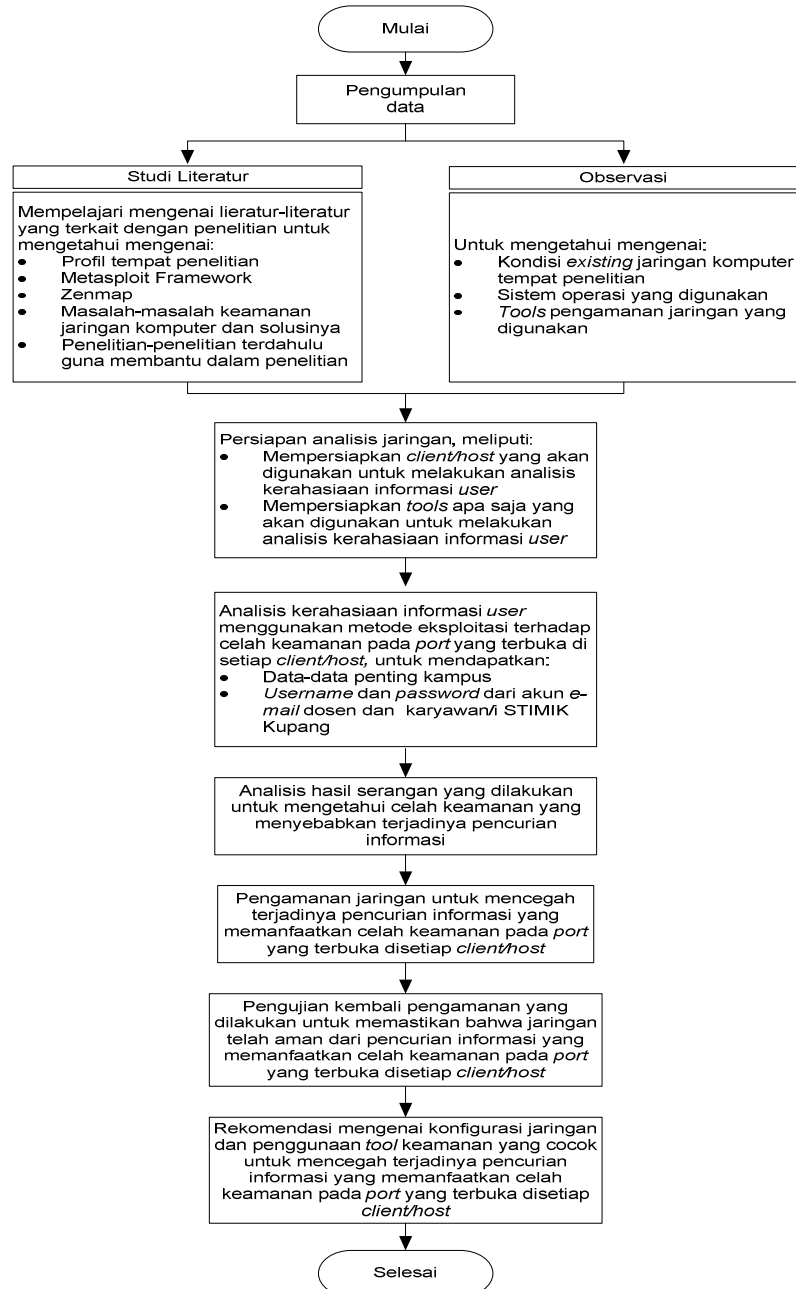 Mulai
Pengumpulan
data
Studi Literatur
Mempelajari mengenai lieratur-literatur
yang terkait dengan penelitian untuk
mengetahui mengenai:
● Profil tempat penelitian
● Metasploit Framework
● Zenmap
● Masalah-masalah keamanan
jaringan komputer dan solusinya
● Penelitian-penelitian terdahulu
guna membantu dalam penelitian
Observasi
Untuk mengetahui mengenai:
● Kondisi existing jaringan komputer
tempat penelitian
● Sistem operasi yang digunakan
● Tools pengamanan jaringan yang
digunakan
Persiapan analisis jaringan, meliputi:
● Mempersiapkan client/host yang akan
digunakan untuk melakukan analisis
kerahasiaan informasi user
● Mempersiapkan tools apa saja yang
akan digunakan untuk melakukan
analisis kerahasiaan informasi user
Analisis kerahasiaan informasi user
menggunakan metode eksploitasi terhadap
celah keamanan pada port yang terbuka di
setiap client/host, untuk mendapatkan:
● Data-data penting kampus
● Username dan password dari akun e-
mail dosen dan karyawan/i STIMIK
Kupang
Analisis hasil serangan yang dilakukan
untuk mengetahui celah keamanan yang
menyebabkan terjadinya pencurian
informasi
Pengamanan jaringan untuk mencegah
terjadinya pencurian informasi yang
memanfaatkan celah keamanan pada port
yang terbuka disetiap client/host
Pengujian kembali pengamanan yang
dilakukan untuk memastikan bahwa jaringan
telah aman dari pencurian informasi yang
memanfaatkan celah keamanan pada port
yang terbuka disetiap client/host
Rekomendasi mengenai konfigurasi jaringan
dan penggunaan tool keamanan yang cocok
untuk mencegah terjadinya pencurian
informasi yang memanfaatkan celah
keamanan pada port yang terbuka disetiap
client/host
Selesai